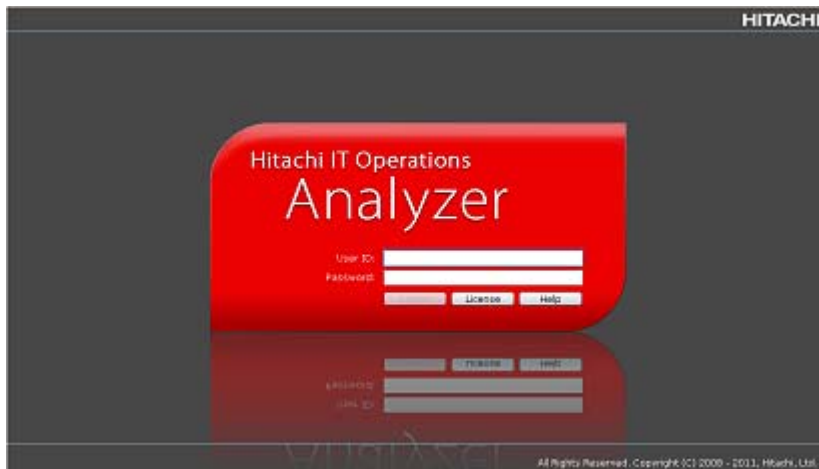 HITACHI
Hitachi IT Operations
Analyzer
User ID:
Password:
License
Help
All Rights Reserved. Copyright (C) 2009 - 2011, Hitachi, Ltd.